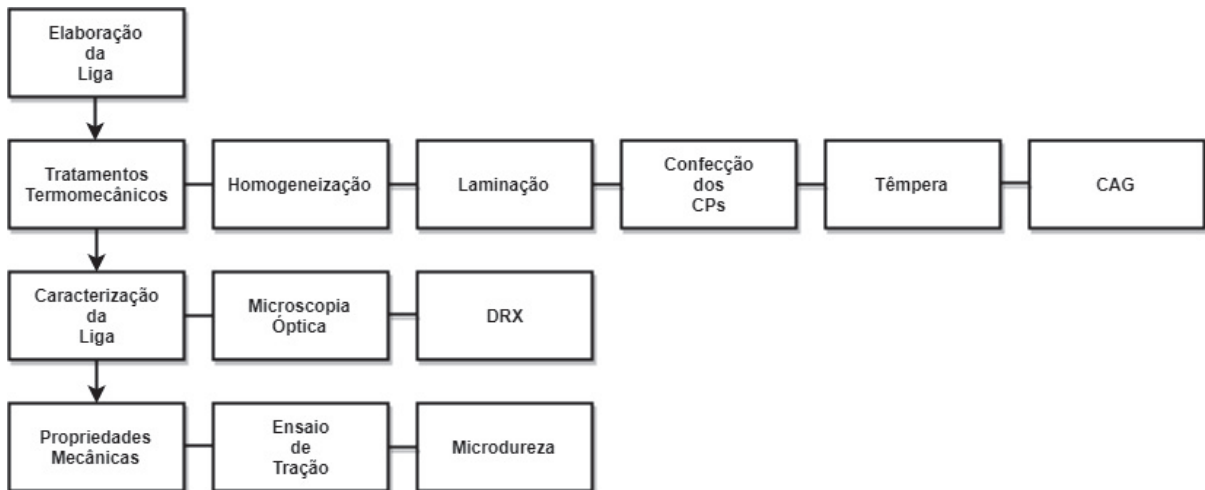 Elaboração
da
Liga
Tratamentos
Termomecânicos
Homogeneização
Laminação
Confecção
dos
CPs
Têmpera
CAG
Caracterização
da
Liga
Microscopia
Óptica
DRX
Propriedades
Mecânicas
Ensaio
de
Tração
Microdureza